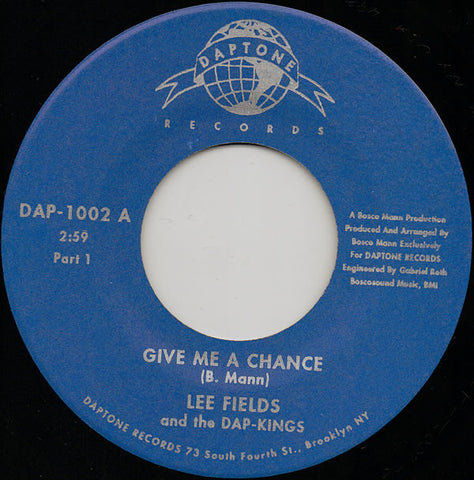 DAPTONE
RECORDS
DAP-1002 A
2:59
Part 1
A Bosco Mann Production
Produced And Arranged By
Bosco Mann Exclusively
For DAPTONE RECORDS
Engineered By Gabriel Roth
Boscosound Music, BMI
GIVE ME A CHANCE
(B. Mann)
LEE FIELDS
and the DAP-KINGS
DAPTONE RECORDS 73 South Fourth St., Brooklyn NY